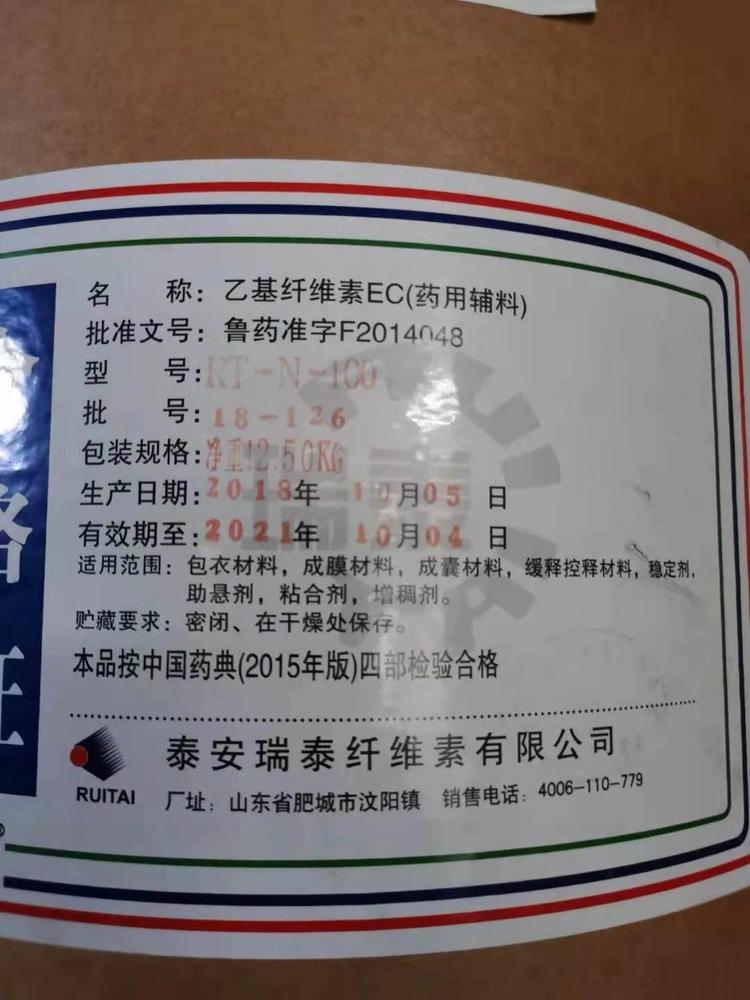 名 称：乙基纤维素EC(药用辅料)
批准文号：鲁药准字F2014048
型 号：RT-N-100
批 号：18-126
包装规格：净重12.50KG
生产日期：2018年 10月05 日
有效期至：2021年 10月04 日
适用范围：包衣材料，成膜材料，成囊材料，缓释控释材料，稳定剂，
助悬剂，粘合剂，增稠剂。
贮藏要求：密闭、在干燥处保存。
本品按中国药典(2015年版)四部检验合格
泰安瑞泰纤维素有限公司
RUITAI
厂址：山东省肥城市汶阳镇 销售电话：4006-110-779
瑞泰
格
证